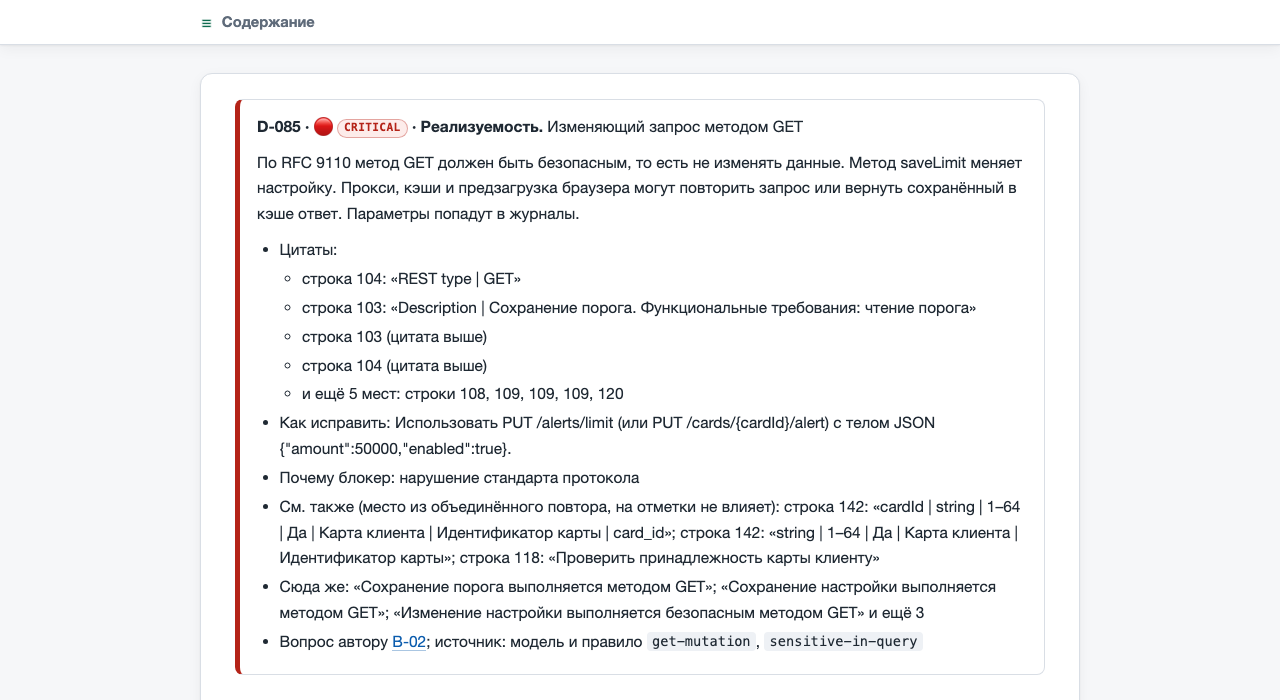 ≡ Содержание
D-085 · 🔴 CRITICAL · Реализуемость. Изменяющий запрос методом GET
По RFC 9110 метод GET должен быть безопасным, то есть не изменять данные. Метод saveLimit меняет
настройку. Прокси, кэши и предзагрузка браузера могут повторить запрос или вернуть сохранённый в
кэше ответ. Параметры попадут в журналы.
• Цитаты:
◦ строка 104: «REST type | GET»
◦ строка 103: «Description | Сохранение порога. Функциональные требования: чтение порога»
◦ строка 103 (цитата выше)
◦ строка 104 (цитата выше)
◦ и ещё 5 мест: строки 108, 109, 109, 109, 120
• Как исправить: Использовать PUT /alerts/limit (или PUT /cards/{cardId}/alert) с телом JSON
{"amount":50000,"enabled":true}.
• Почему блокер: нарушение стандарта протокола
• См. также (место из объединённого повтора, на отметки не влияет): строка 142: «cardId | string | 1–64
| Да | Карта клиента | Идентификатор карты | card_id»; строка 142: «string | 1–64 | Да | Карта клиента |
Идентификатор карты»; строка 118: «Проверить принадлежность карты клиенту»
• Сюда же: «Сохранение порога выполняется методом GET»; «Сохранение настройки выполняется
методом GET»; «Изменение настройки выполняется безопасным методом GET» и ещё 3
• Вопрос автору B-02; источник: модель и правило get-mutation, sensitive-in-query